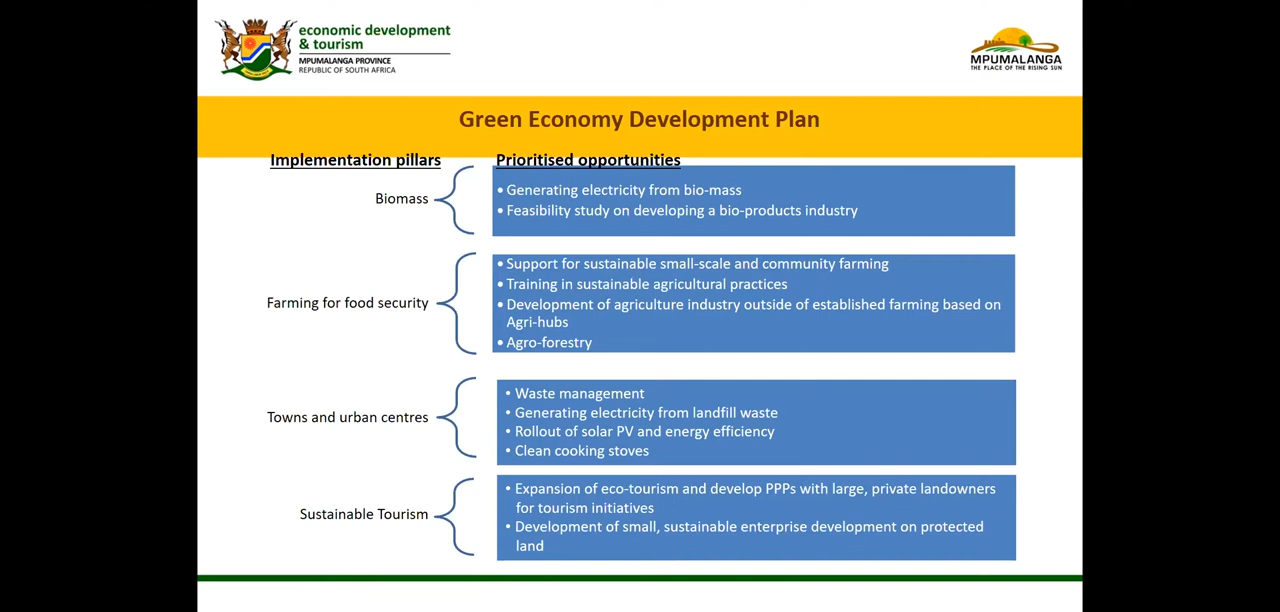 economic development
& tourism
MPUMALANGA PROVINCE
REPUBLIC OF SOUTH AFRICA
MPUMALANGA
THE PLACE OF THE RISING SUN
Green Economy Development Plan
Implementation pillars
Prioritised opportunities
Biomass
• Generating electricity from bio-mass
• Feasibility study on developing a bio-products industry
Farming for food security
• Support for sustainable small-scale and community farming
• Training in sustainable agricultural practices
• Development of agriculture industry outside of established farming based on
Agri-hubs
• Agro-forestry
Towns and urban centres
• Waste management
• Generating electricity from landfill waste
• Rollout of solar PV and energy efficiency
• Clean cooking stoves
Sustainable Tourism
• Expansion of eco-tourism and develop PPPs with large, private landowners
for tourism initiatives
• Development of small, sustainable enterprise development on protected
land